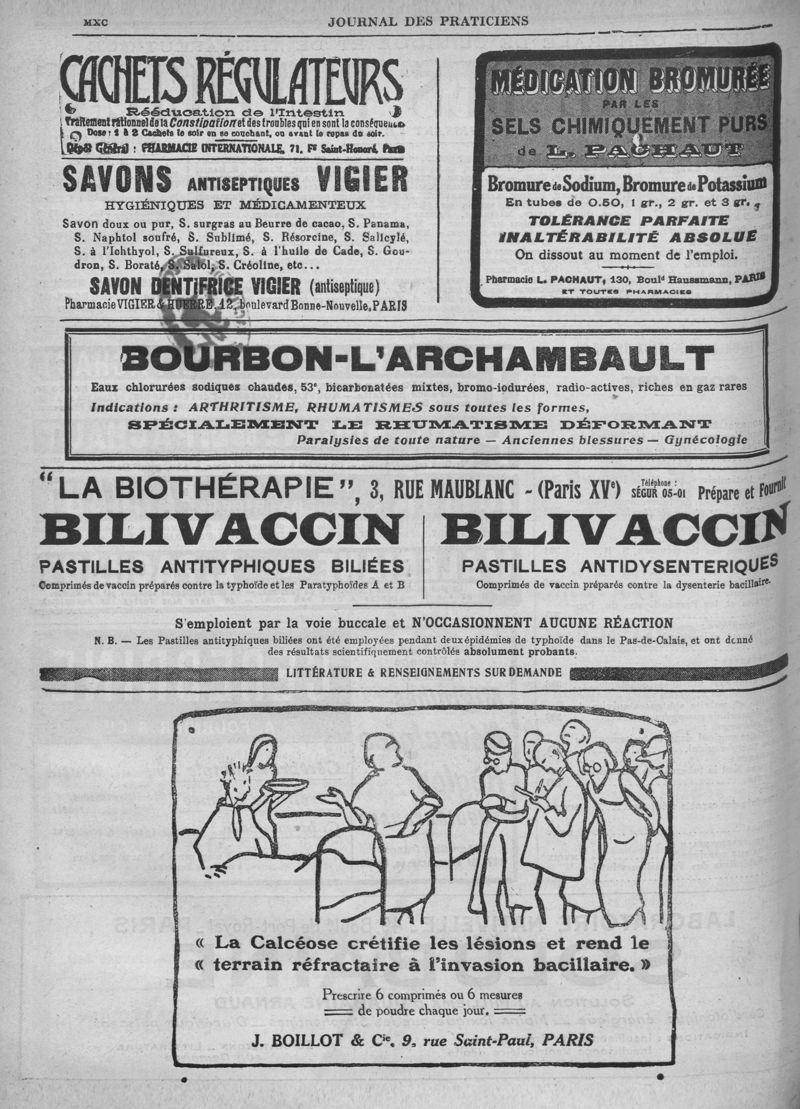 MXC
JOURNAL DES PRATICIENS
CACHETS RÉGULATEURS
Rééducation de l'Intestin
Traitement rationnel de la Constipation et des troubles qui en sont la conséquence
Dose: 1 à 2 Cachets le soir en se couchant, ou avant le repas du soir.
Dépôt Général : PHARMACIE INTERNATIONALE, 71, Fg Saint-Honoré, Paris
SAVONS ANTISEPTIQUES VIGIER
HYGIÉNIQUES ET MÉDICAMENTEUX
Savon doux ou pur, S. surgras au Beurre de cacao, S. Panama,
S. Naphtol soufré, S. Sublimé, S. Résorcine, S. Salicylé,
S. à l'Ichthyol, S. Sulfureux, S. à l'huile de Cade, S. Gou-
dron, S. Boraté, S. Salol, S. Créoline, etc...
SAVON DENTIFRICE VIGIER (antiseptique)
Pharmacie VIGIER & HUERRE, 12, boulevard Bonne-Nouvelle, PARIS
MÉDICATION BROMURÉE
PAR LES
SELS CHIMIQUEMENT PURS
de L. PACHAUT
Bromure de Sodium, Bromure de Potassium
En tubes de 0.50, 1 gr., 2 gr. et 3 gr.
TOLÉRANCE PARFAITE
INALTÉRABILITÉ ABSOLUE
On dissout au moment de l'emploi.
Pharmacie L. PACHAUT, 130, Boul<sup>d</sup> Haussmann, PARIS
ET TOUTES PHARMACIES
BOURBON-L'ARCHAMBAULT
Eaux chlorurées sodiques chaudes, 53°, bicarbonatées mixtes, bromo-iodurées, radio-actives, riches en gaz rares
Indications : ARTHRITISME, RHUMATISMES sous toutes les formes,
SPÉCIALEMENT LE RHUMATISME DÉFORMANT
Paralysies de toute nature — Anciennes blessures — Gynécologie
"LA BIOTHÉRAPIE", 3, RUE MAUBLANC - (Paris XVe) Téléphone : SÉGUR 05-01 Prépare et Fournit
BILIVACCIN
PASTILLES ANTITYPHIQUES BILIÉES
Comprimés de vaccin préparés contre la typhoïde et les Paratyphoïdes A et B
BILIVACCIN
PASTILLES ANTIDYSENTERIQUES
Comprimés de vaccin préparés contre la dysenterie bacillaire.
S'emploient par la voie buccale et N'OCCASIONNENT AUCUNE RÉACTION
N. B. — Les Pastilles antityphiques biliées ont été employées pendant deux épidémies de typhoïde dans le Pas-de-Calais, et ont donné
des résultats scientifiquement contrôlés absolument probants.
LITTÉRATURE & RENSEIGNEMENTS SUR DEMANDE
« La Calcéose crétifie les lésions et rend le
« terrain réfractaire à l'invasion bacillaire. »
Prescrire 6 comprimés ou 6 mesures
de poudre chaque jour.
J. BOILLOT & Cie, 9, rue Saint-Paul, PARIS